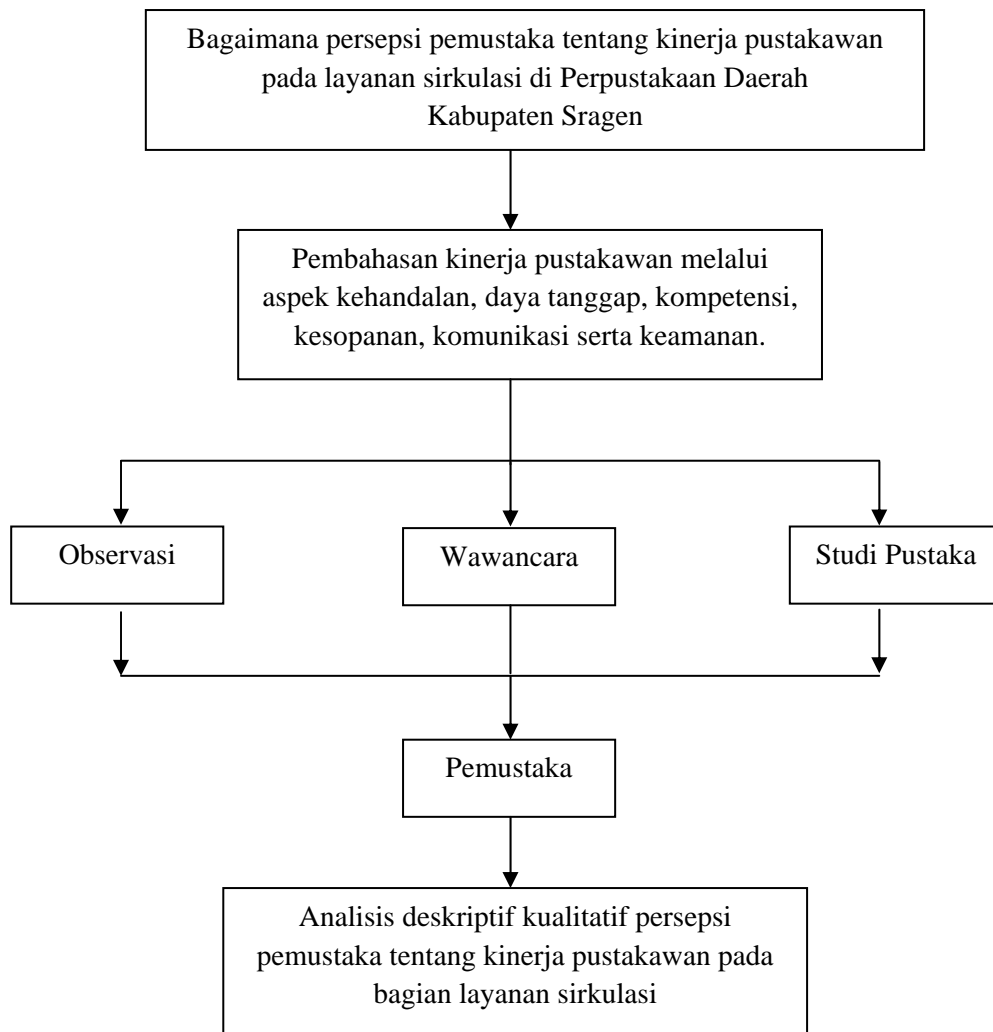 Bagaimana persepsi pemustaka tentang kinerja pustakawan
pada layanan sirkulasi di Perpustakaan Daerah
Kabupaten Sragen
Pembahasan kinerja pustakawan melalui
aspek kehandalan, daya tanggap, kompetensi,
kesopanan, komunikasi serta keamanan.
Observasi
Wawancara
Studi Pustaka
Pemustaka
Analisis deskriptif kualitatif persepsi
pemustaka tentang kinerja pustakawan pada
bagian layanan sirkulasi